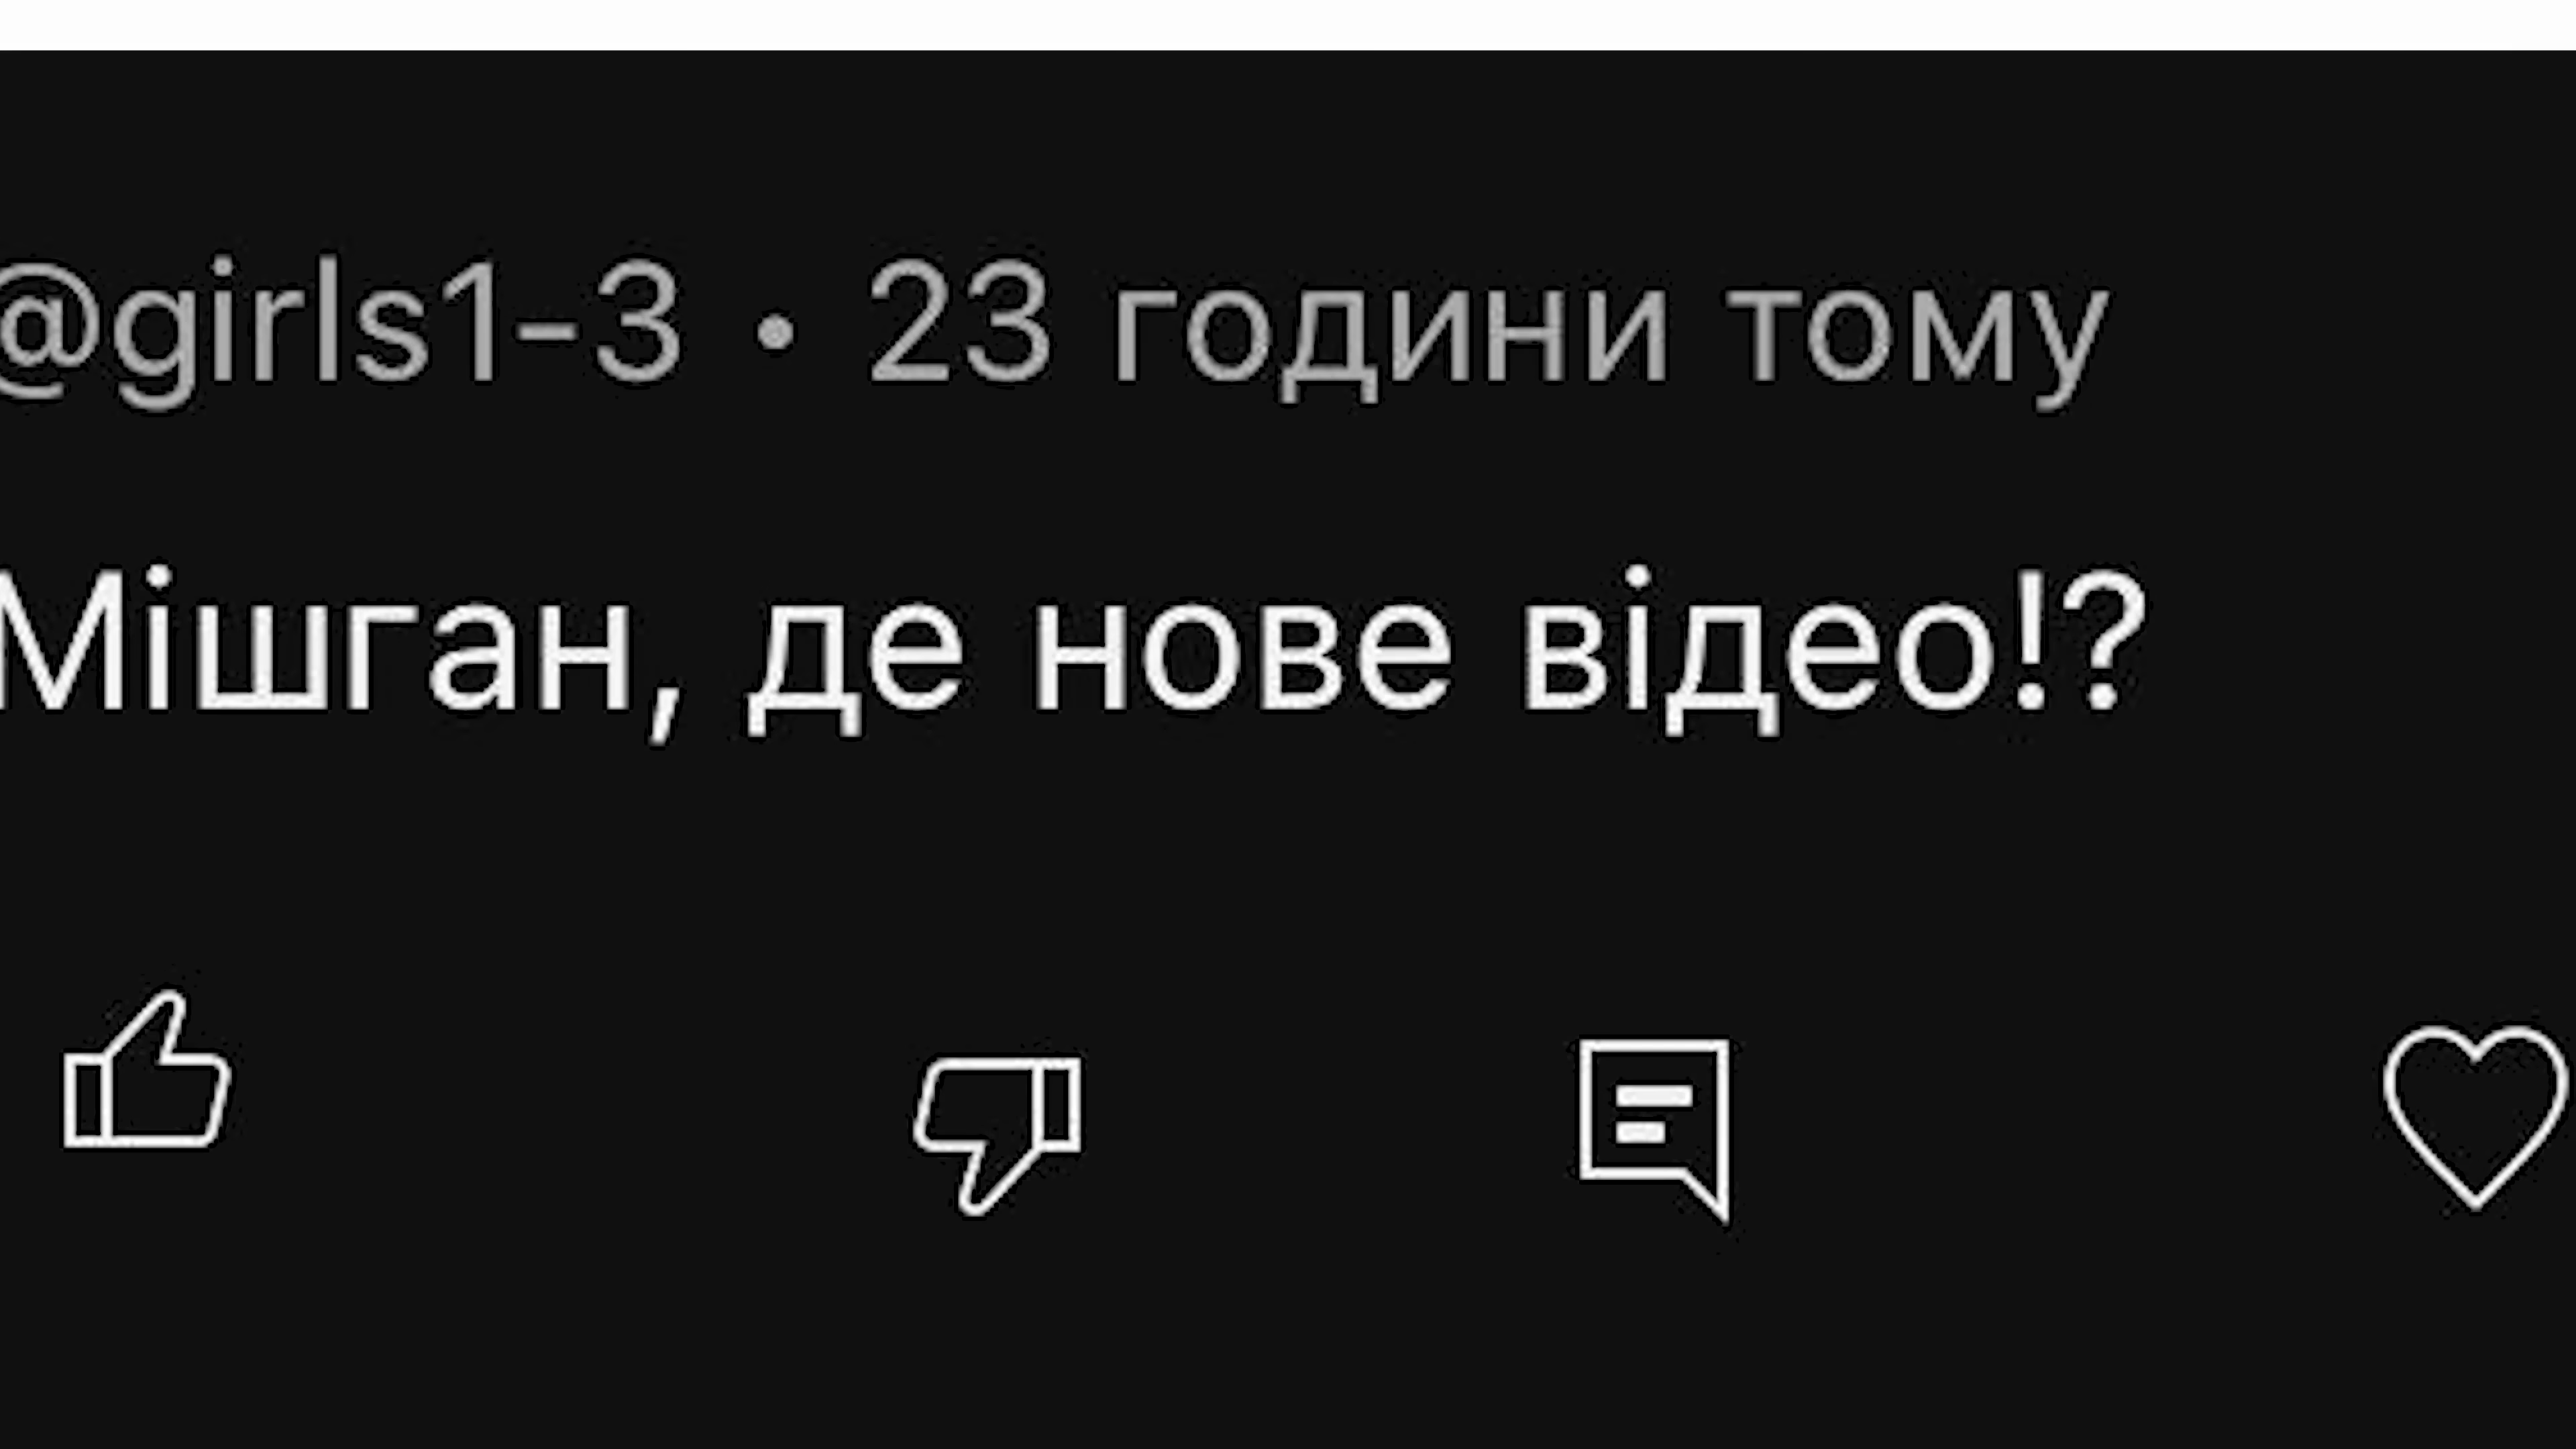 @girls1-3 • 23 години тому
Мішган, де нове відео!?